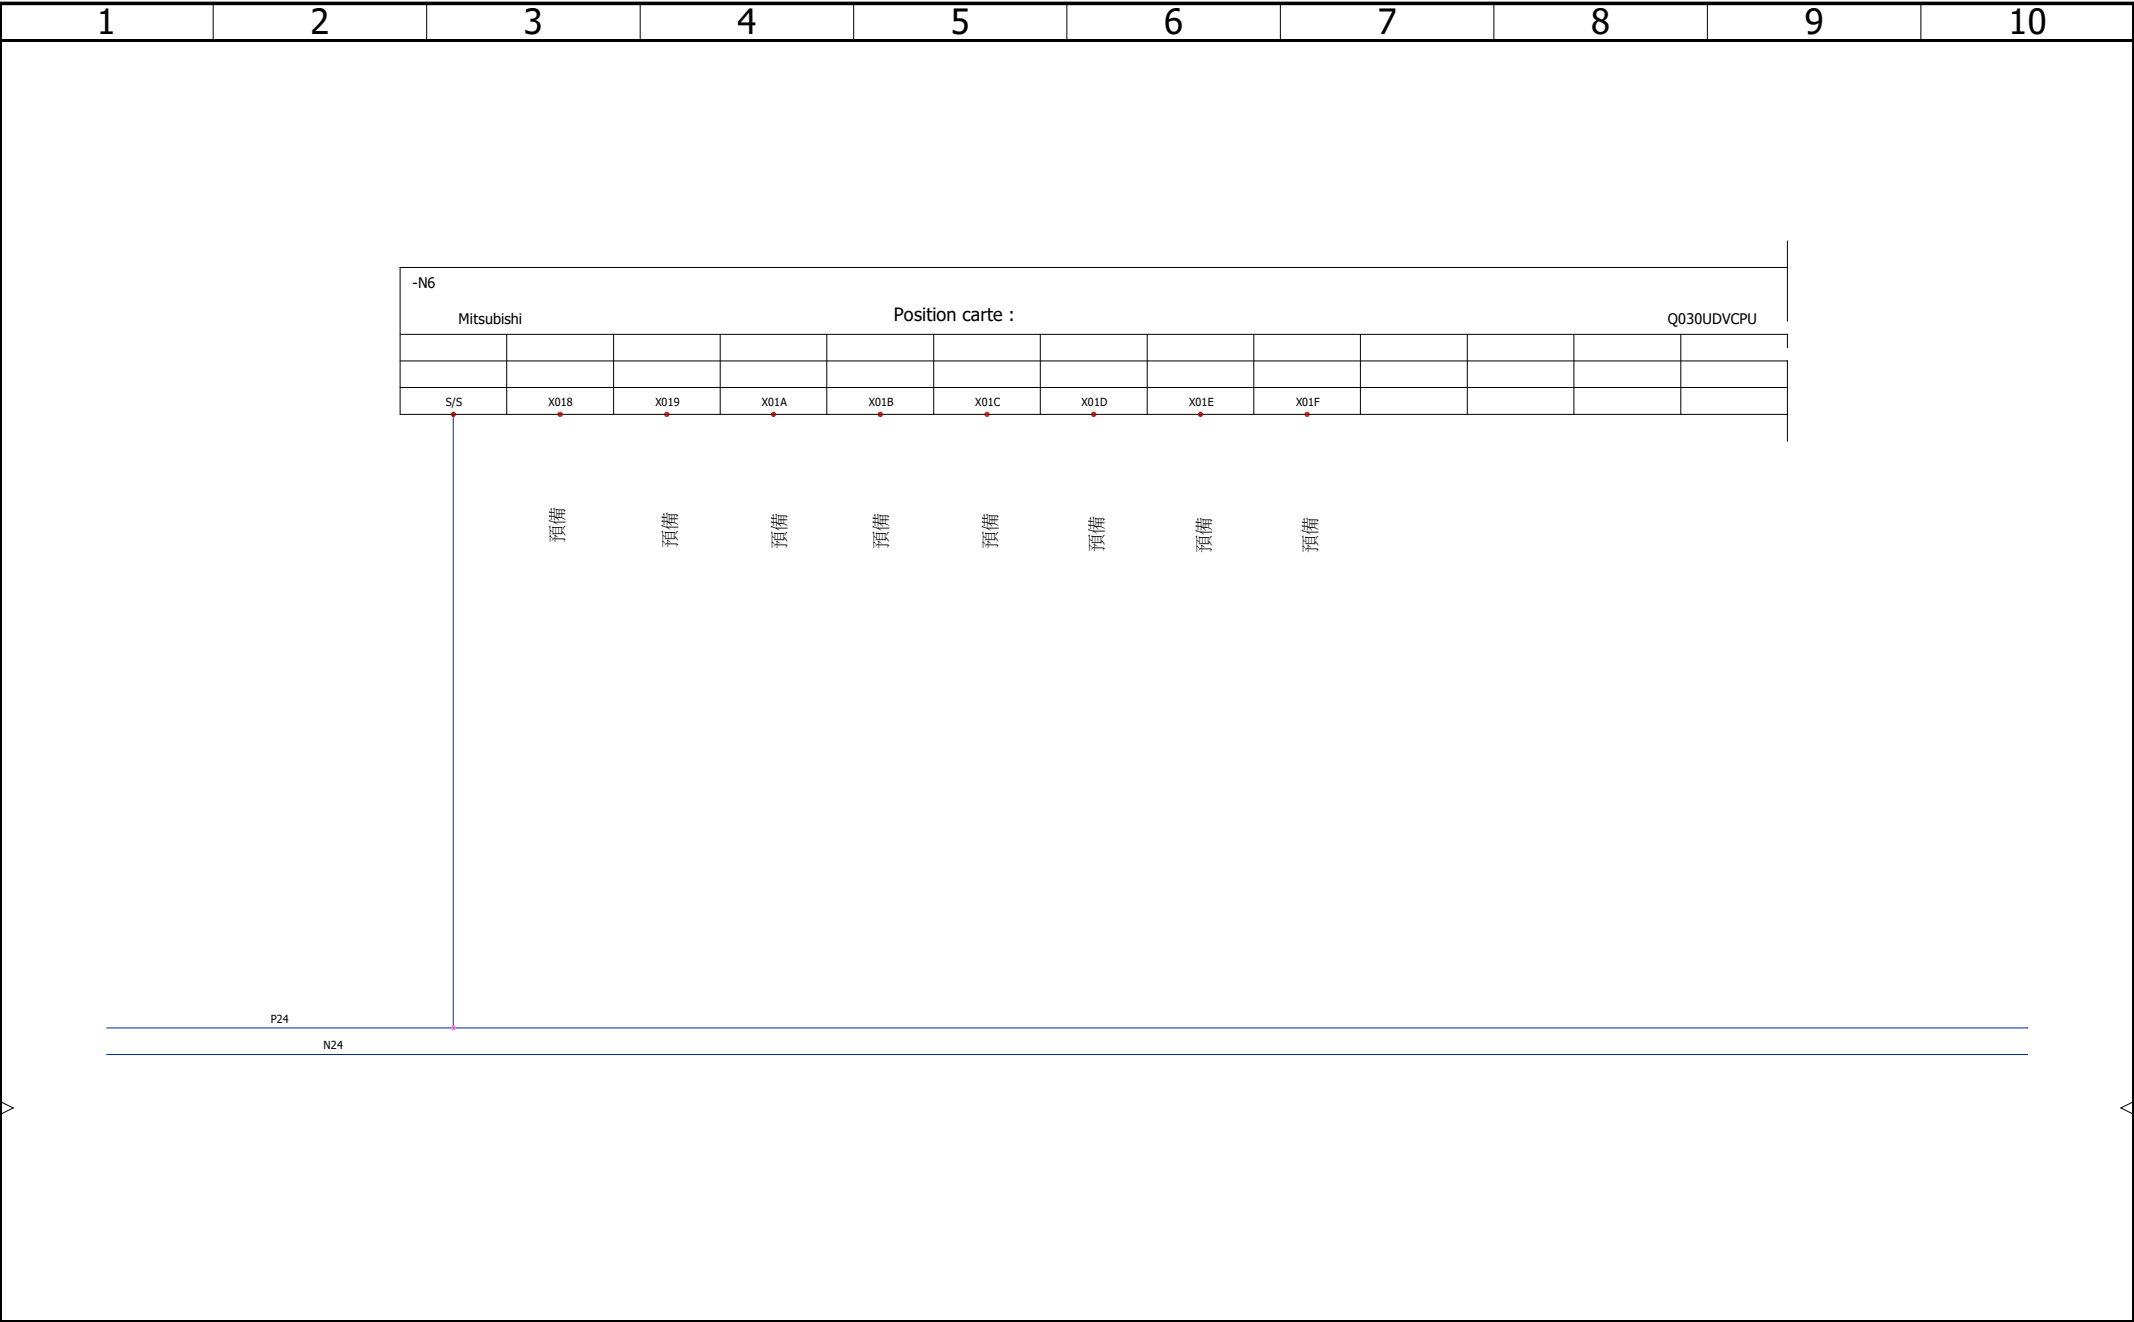 1 2 3 4 5 6 7 8 9 10
-N6
Mitsubishi Position carte : Q030UDVCPU
S/S X018 X019 X01A X01B X01C X01D X01E X01F
預備 預備 預備 預備 預備 預備 預備 預備
P24
N24